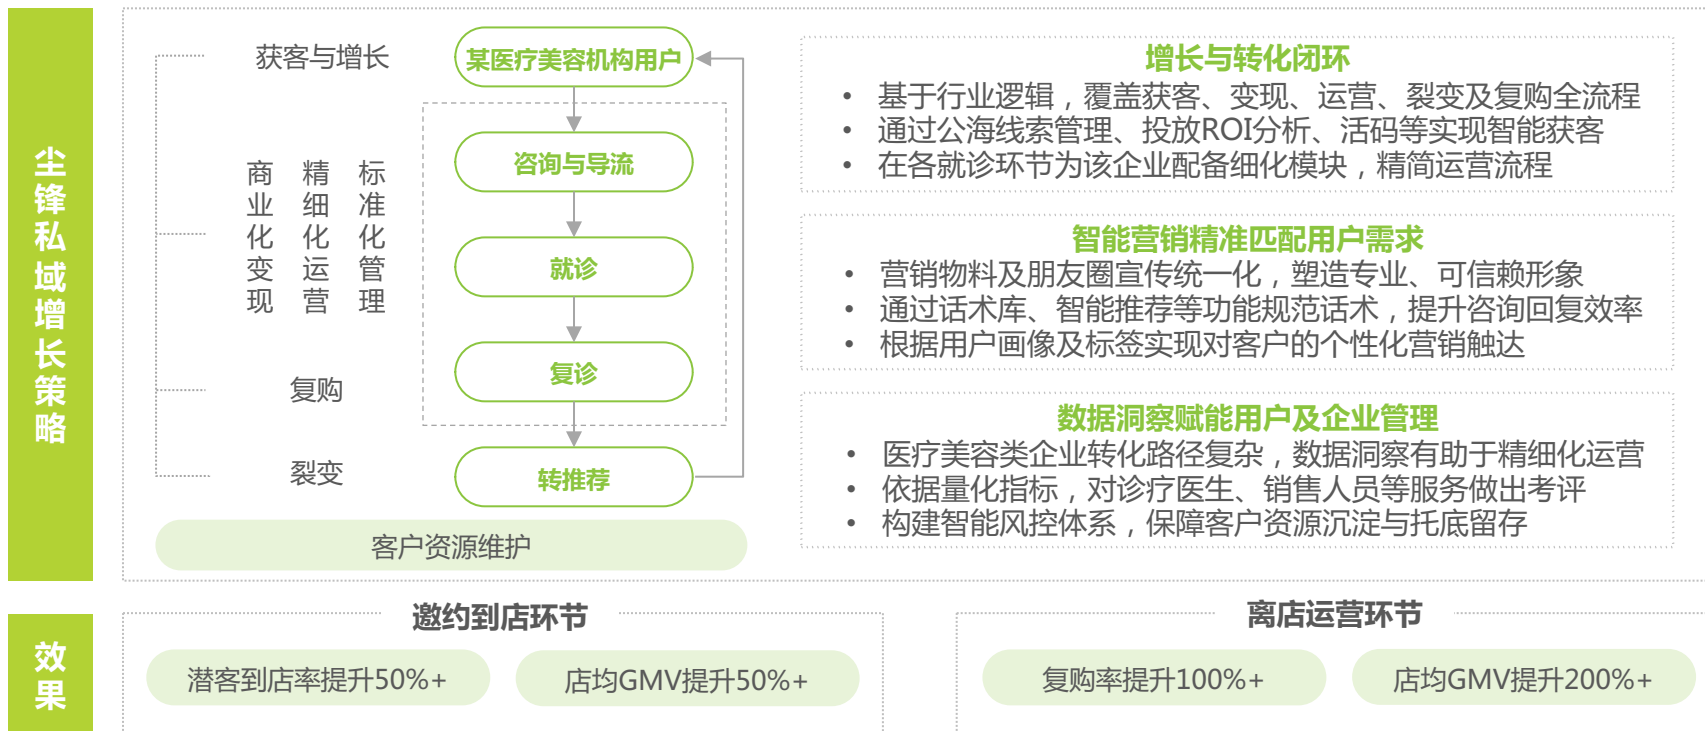 尘锋私域增长策略
获客与增长
商业化变现
精细化运营
标准化管理
复购
裂变
某医疗美容机构用户
咨询与导流
就诊
复诊
转推荐
客户资源维护
增长与转化闭环
• 基于行业逻辑，覆盖获客、变现、运营、裂变及复购全流程
• 通过公海线索管理、投放ROI分析、活码等实现智能获客
• 在各就诊环节为该企业配备细化模块，精简运营流程
智能营销精准匹配用户需求
• 营销物料及朋友圈宣传统一化，塑造专业、可信赖形象
• 通过话术库、智能推荐等功能规范话术，提升咨询回复效率
• 根据用户画像及标签实现对客户的个性化营销触达
数据洞察赋能用户及企业管理
• 医疗美容类企业转化路径复杂，数据洞察有助于精细化运营
• 依据量化指标，对诊疗医生、销售人员等服务做出考评
• 构建智能风控体系，保障客户资源沉淀与托底留存
效果
邀约到店环节
潜客到店率提升50%+
店均GMV提升50%+
离店运营环节
复购率提升100%+
店均GMV提升200%+